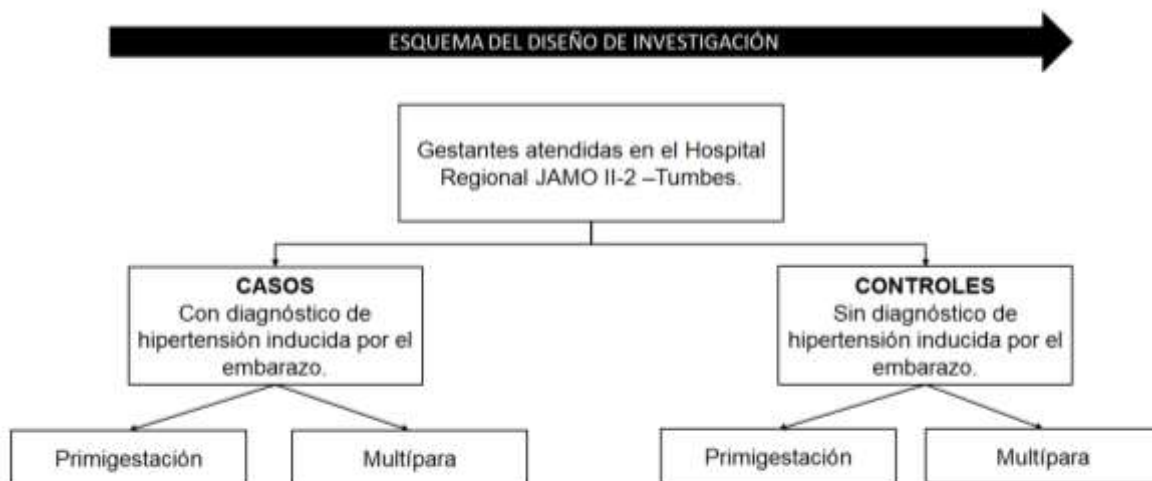 ESQUEMA DEL DISEÑO DE INVESTIGACIÓN
Gestantes atendidas en el Hospital
Regional JAMO II-2 –Tumbes.
CASOS
Con diagnóstico de
hipertensión inducida por el
embarazo.
CONTROLES
Sin diagnóstico de
hipertensión inducida por el
embarazo.
Primigestación
Multípara
Primigestación
Multípara